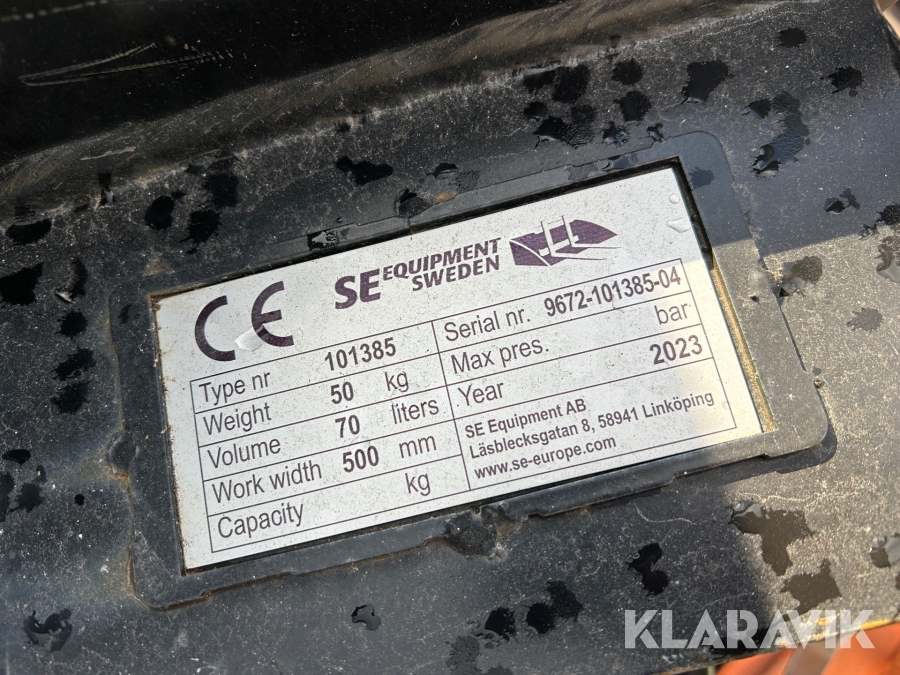 CE SE EQUIPMENT
SWEDEN
Type nr 101385 Serial nr. 9672-101385-04
Weight 50 kg Max pres. bar
Volume 70 liters Year 2023
Work width 500 mm SE Equipment AB
Läsblecksgatan 8, 58941 Linköping
Capacity kg www.se-europe.com
KLARAVIK